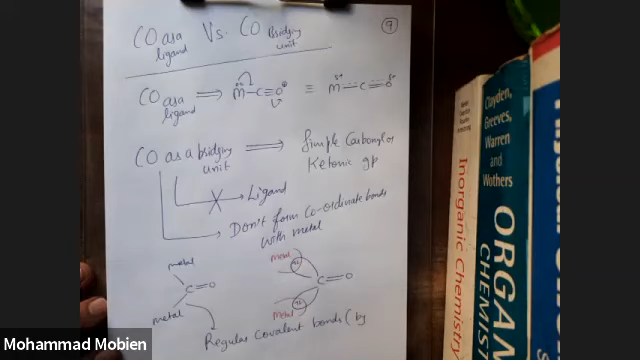 CO as a ligand Vs. CO Bridging unit
7
CO as a ligand ⟹ M–C≡O ≡ M=C=O
CO as a bridging unit ⟹ Simple Carbonyl or Ketonic gp
Ligand
Don't form co-ordinate bonds with metal
metal
metal
C=O
metal
metal
C=O
Regular covalent bonds ( by
Inorganic Chemistry
Clayden,
Greeves,
Warren
and
Wothers
ORGANIC
CHEMISTRY
Mohammad Mobien